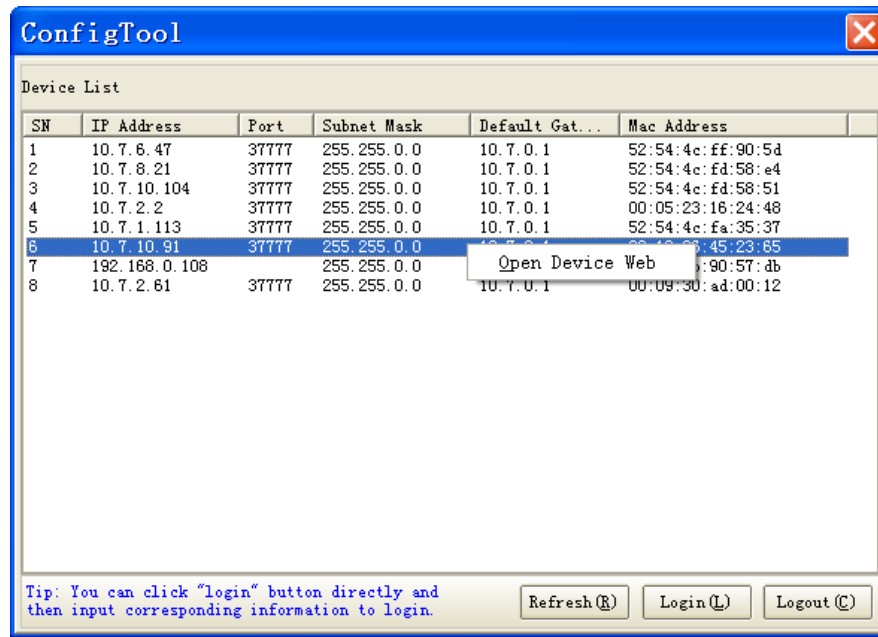 ConfigTool
Device List
SN IP Address Port Subnet Mask Default Gat... Mac Address
1 10.7.6.47 37777 255.255.0.0 10.7.0.1 52:54:4c:ff:90:5d
2 10.7.8.21 37777 255.255.0.0 10.7.0.1 52:54:4c:fd:58:e4
3 10.7.10.104 37777 255.255.0.0 10.7.0.1 52:54:4c:fd:58:51
4 10.7.2.2 37777 255.255.0.0 10.7.0.1 00:05:23:16:24:48
5 10.7.1.113 37777 255.255.0.0 10.7.0.1 52:54:4c:fa:35:37
6 10.7.10.91 37777 255.255.0.0 :45:23:65
Open Device Web
7 192.168.0.108 255.255.0.0 :90:57:db
8 10.7.2.61 37777 255.255.0.0 10.7.0.1 00:09:30:ad:00:12
Tip: You can click "login" button directly and
then input corresponding information to login.
Refresh(R) Login(L) Logout(C)